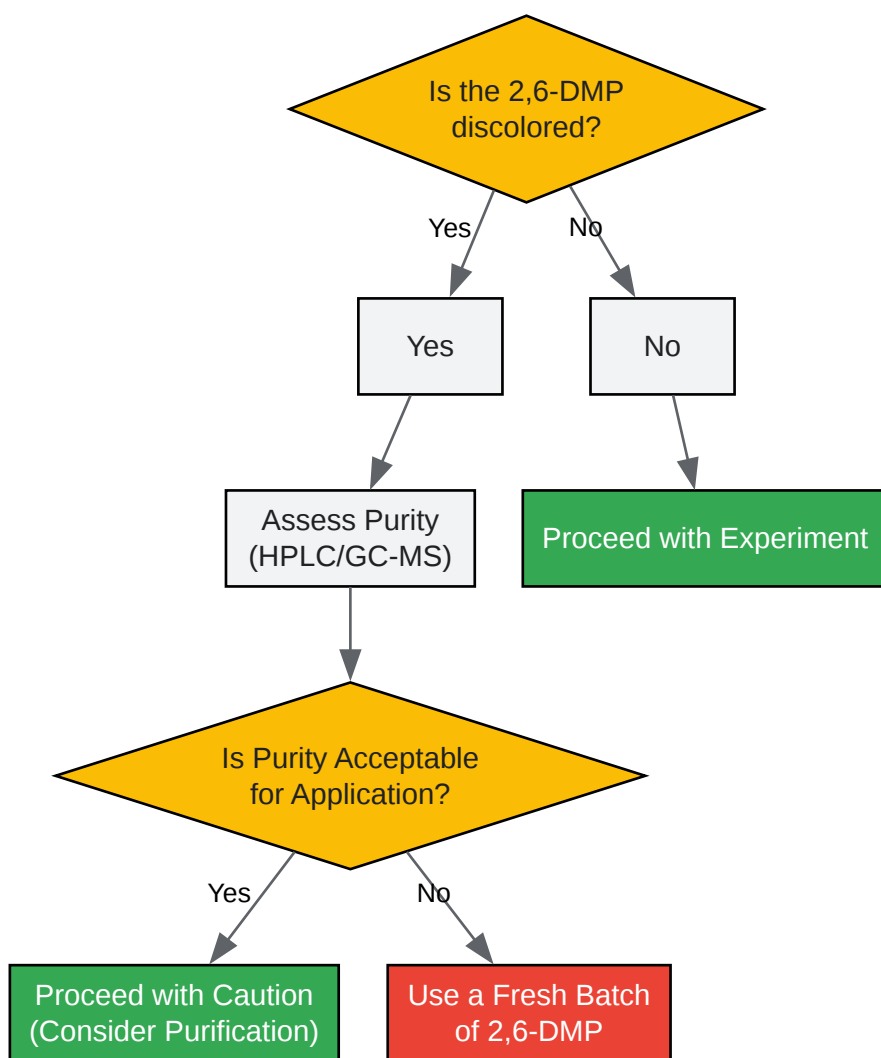 Is the 2,6-DMP
discolored?
Yes
No
Yes
No
Assess Purity
(HPLC/GC-MS)
Proceed with Experiment
Is Purity Acceptable
for Application?
Yes
No
Proceed with Caution
(Consider Purification)
Use a Fresh Batch
of 2,6-DMP